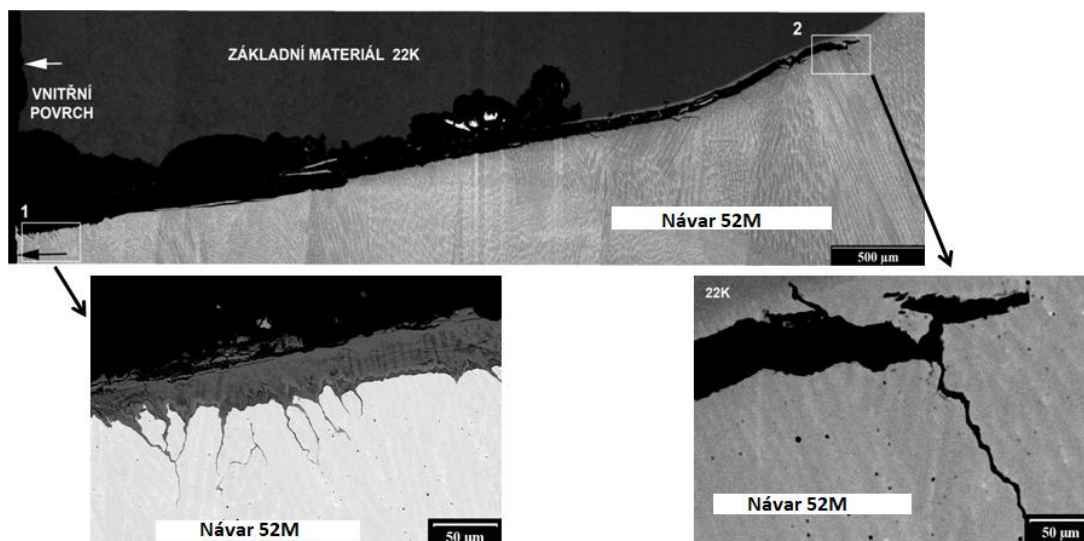 ZÁKLADNÍ MATERIÁL 22K
2
VNITŘNÍ
POVRCH
1
Návar 52M
500 µm
22K
Návar 52M
50 µm
Návar 52M
50 µm